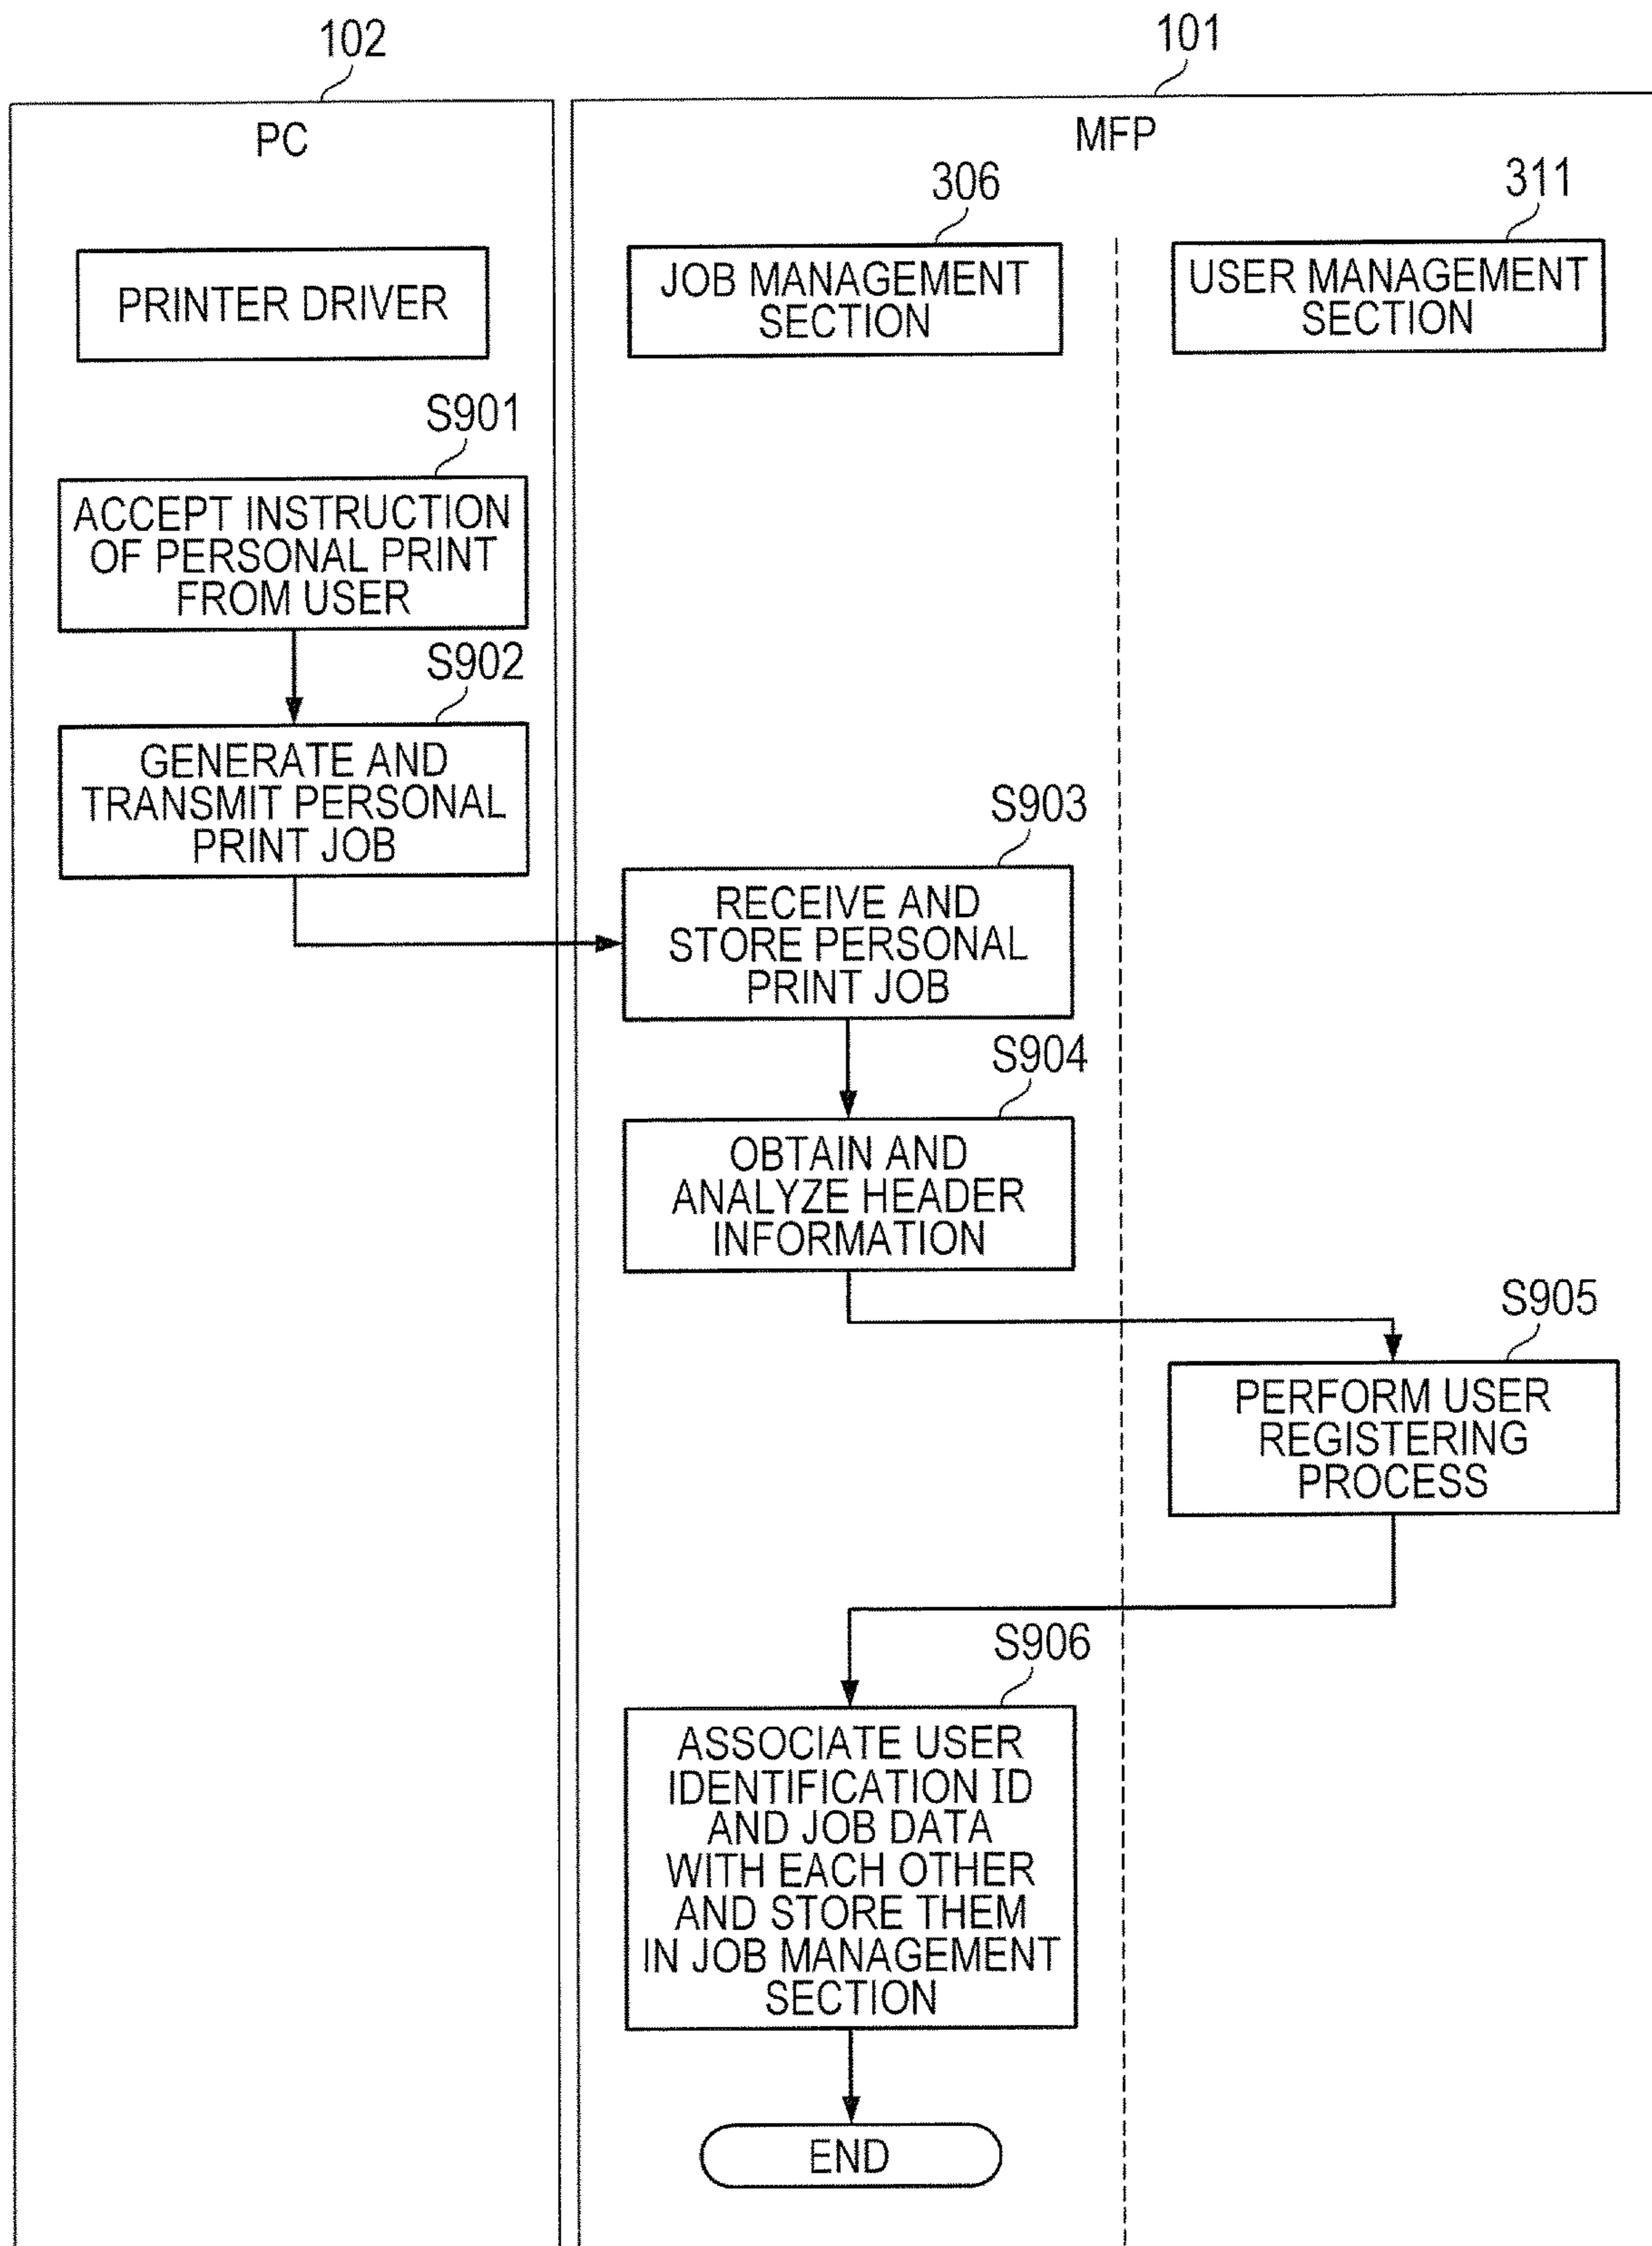 102
101
PC
MFP
306
311
PRINTER DRIVER
JOB MANAGEMENT
SECTION
USER MANAGEMENT
SECTION
S901
ACCEPT INSTRUCTION
OF PERSONAL PRINT
FROM USER
S902
GENERATE AND
TRANSMIT PERSONAL
PRINT JOB
S903
RECEIVE AND
STORE PERSONAL
PRINT JOB
S904
OBTAIN AND
ANALYZE HEADER
INFORMATION
S905
PERFORM USER
REGISTERING
PROCESS
S906
ASSOCIATE USER
IDENTIFICATION ID
AND JOB DATA
WITH EACH OTHER
AND STORE THEM
IN JOB MANAGEMENT
SECTION
END